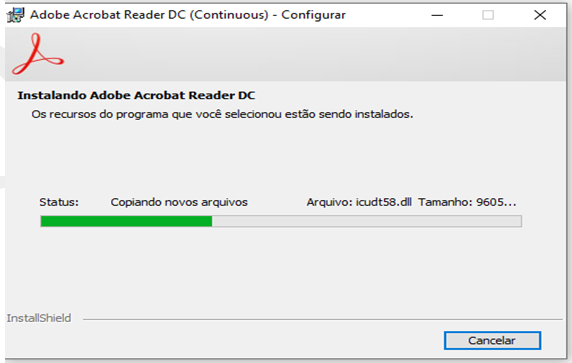 Adobe Acrobat Reader DC (Continuous) - Configurar
Instalando Adobe Acrobat Reader DC
Os recursos do programa que você selecionou estão sendo instalados.
Status: Copiando novos arquivos Arquivo: icudt58.dll Tamanho: 9605...
InstallShield
Cancelar